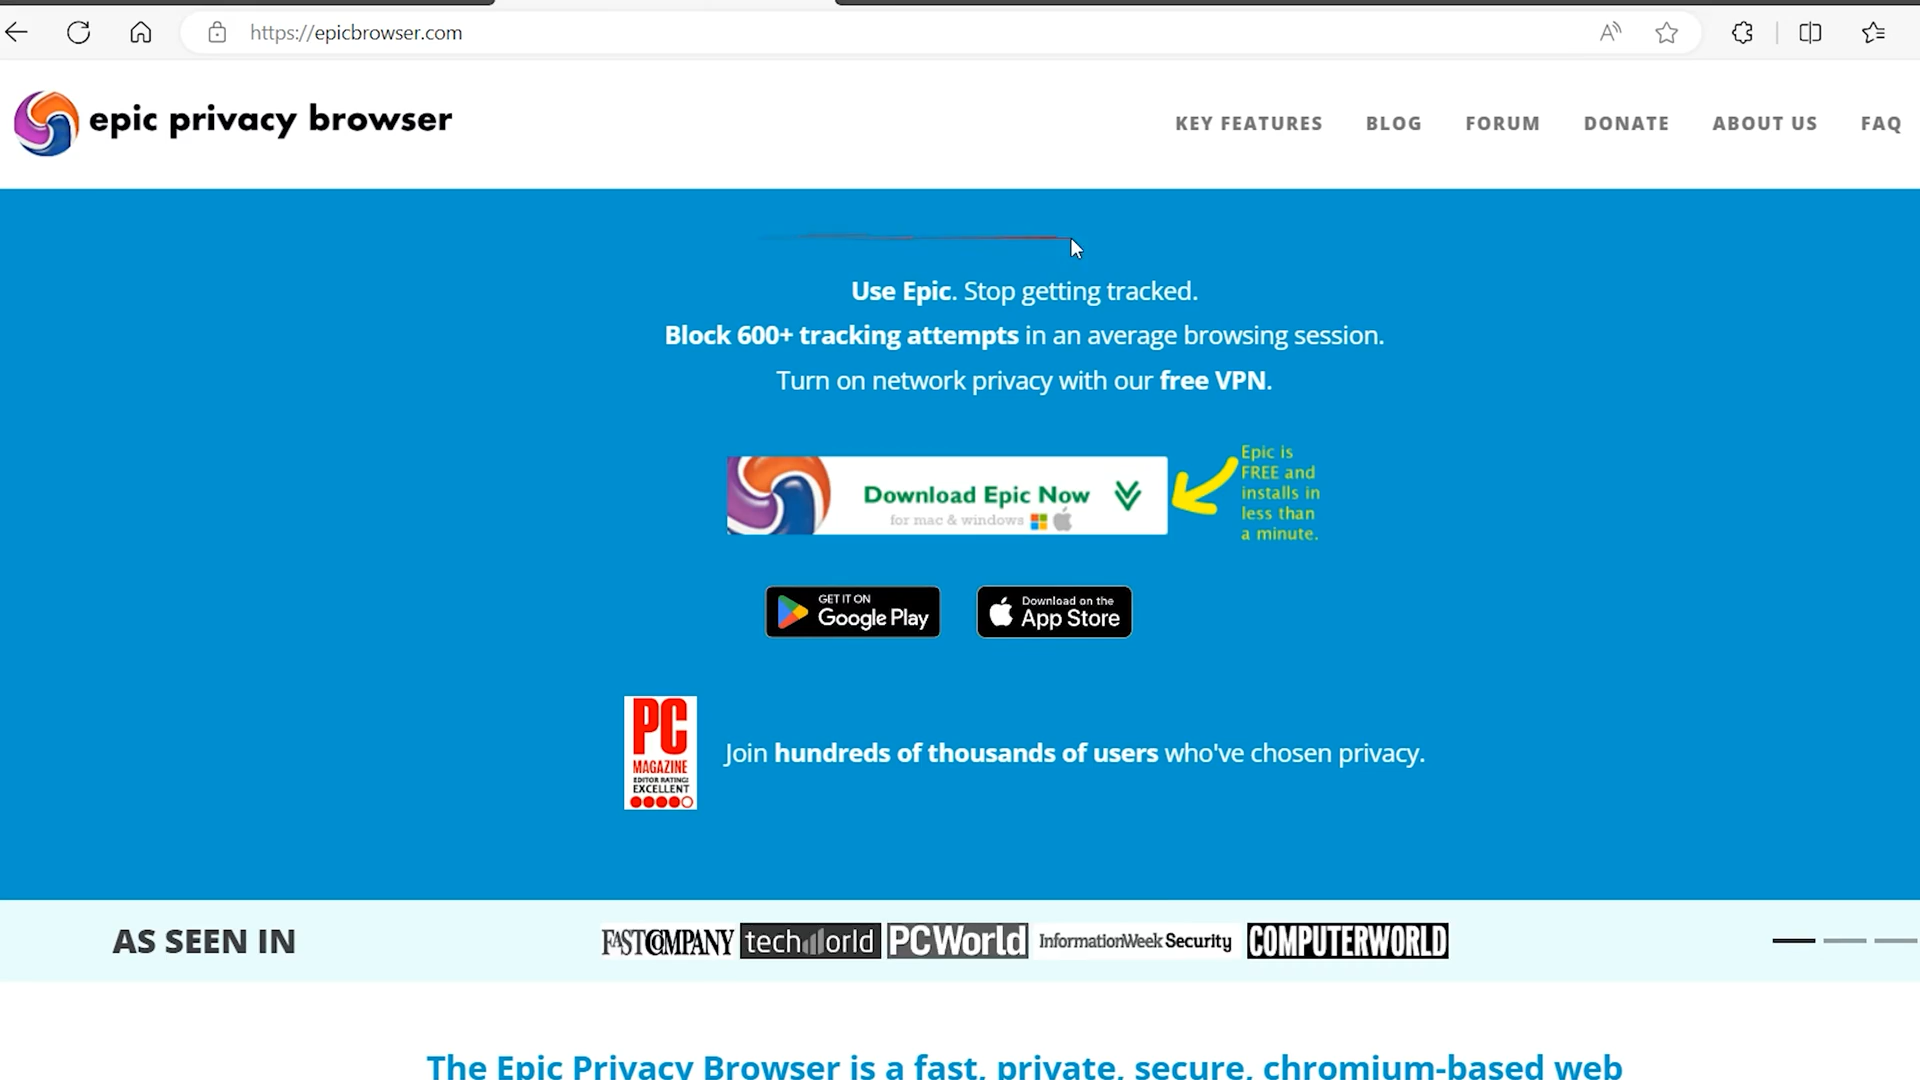 https://epicbrowser.com
epic privacy browser
KEY FEATURES BLOG FORUM DONATE ABOUT US FAQ
Use Epic. Stop getting tracked.
Block 600+ tracking attempts in an average browsing session.
Turn on network privacy with our free VPN.
Download Epic Now
for mac & windows
Epic is
FREE and
installs in
less than
a minute.
GET IT ON
Google Play
Download on the
App Store
PC
MAGAZINE
EDITOR RATING:
EXCELLENT
Join hundreds of thousands of users who've chosen privacy.
AS SEEN IN
FAST COMPANY techworld PCWorld InformationWeek Security COMPUTERWORLD
The Epic Privacy Browser is a fast, private, secure, chromium-based web